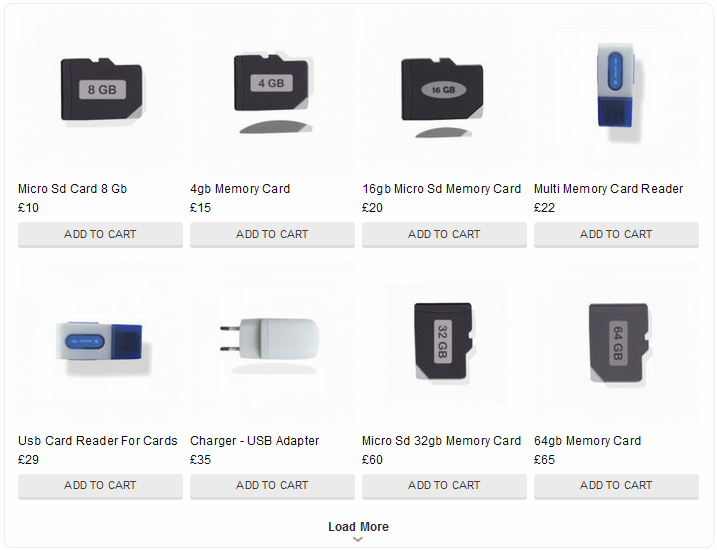 8 GB
4 GB
16 GB
Micro Sd Card 8 Gb
£10
ADD TO CART
4gb Memory Card
£15
ADD TO CART
16gb Micro Sd Memory Card
£20
ADD TO CART
Multi Memory Card Reader
£22
ADD TO CART
32 GB
64 GB
Usb Card Reader For Cards
£29
ADD TO CART
Charger - USB Adapter
£35
ADD TO CART
Micro Sd 32gb Memory Card
£60
ADD TO CART
64gb Memory Card
£65
ADD TO CART
Load More